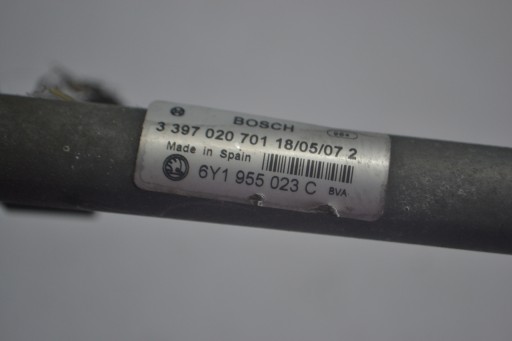 BOSCH
3 397 020 701 18/05/07 2
Made in Spain
6Y1 955 023 C BVA